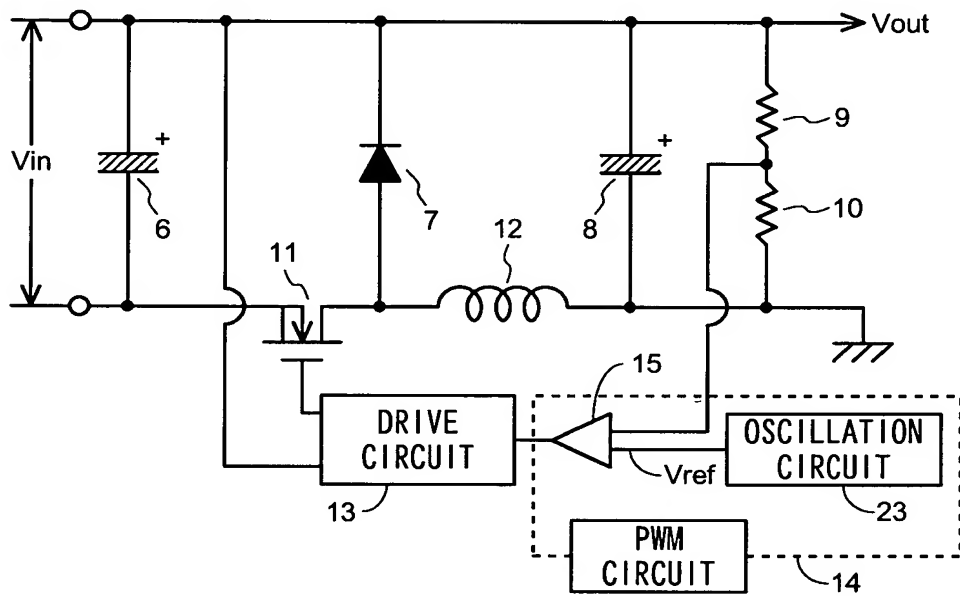 Vout
+
+
9
Vin
6
7
8
10
11
12
15
DRIVE
CIRCUIT
OSCILLATION
CIRCUIT
Vref
13
23
PWM
CIRCUIT
14